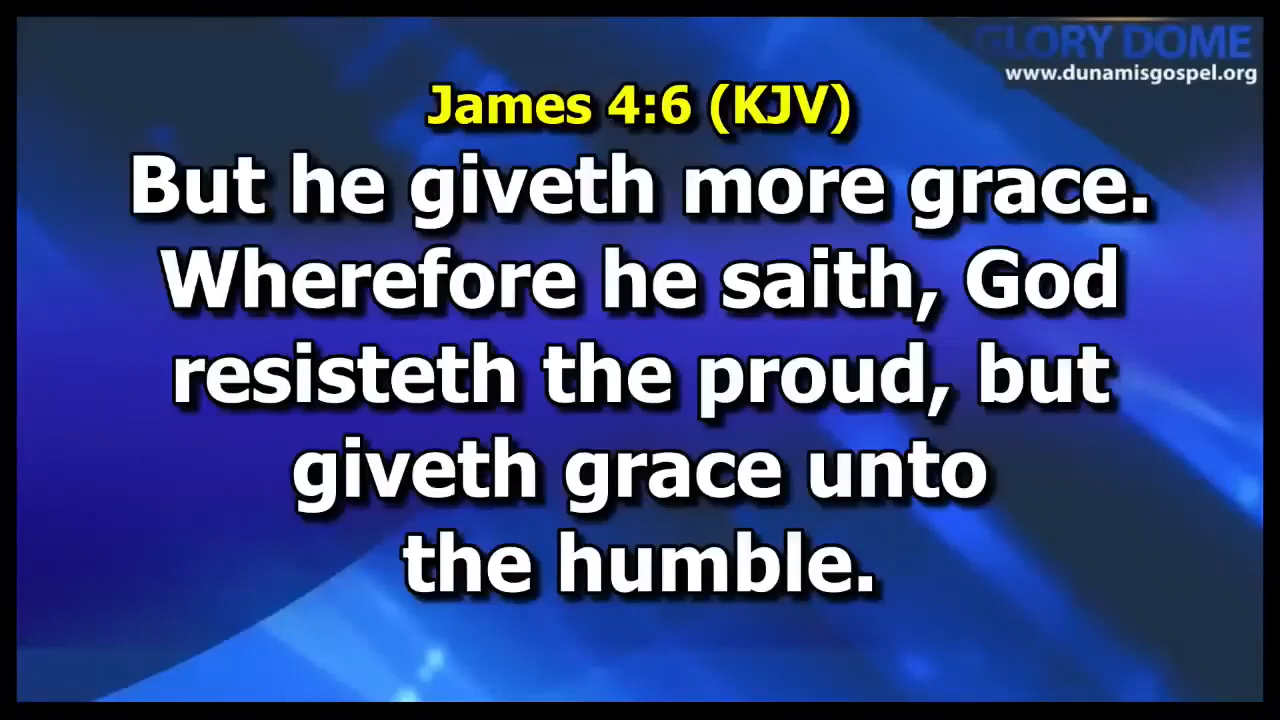 GLORY DOME
www.dunamisgospel.org
James 4:6 (KJV)
But he giveth more grace.
Wherefore he saith, God
resisteth the proud, but
giveth grace unto
the humble.